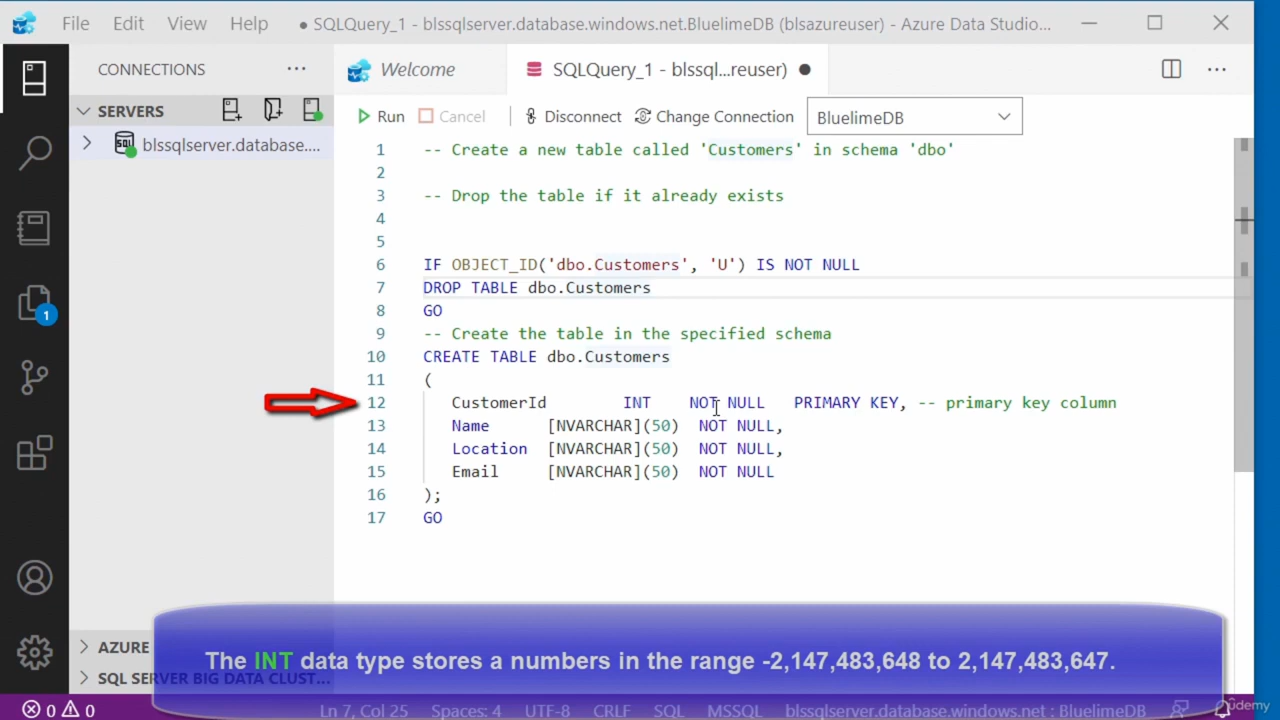 File Edit View Help ● SQLQuery_1 - blssqlserver.database.windows.net.BluelimeDB (blsazureuser) - Azure Data Studio...
CONNECTIONS ...
Welcome
SQLQuery_1 - blssql...reuser) ●
SERVERS
blssqlserver.database....
Run Cancel Disconnect Change Connection BluelimeDB
1 -- Create a new table called 'Customers' in schema 'dbo'
2
3 -- Drop the table if it already exists
4
5
6 IF OBJECT_ID('dbo.Customers', 'U') IS NOT NULL
7 DROP TABLE dbo.Customers
8 GO
9 -- Create the table in the specified schema
10 CREATE TABLE dbo.Customers
11 (
12 CustomerId INT NOT NULL PRIMARY KEY, -- primary key column
13 Name [NVARCHAR](50) NOT NULL,
14 Location [NVARCHAR](50) NOT NULL,
15 Email [NVARCHAR](50) NOT NULL
16 );
17 GO
1
AZURE
SQL SERVER BIG DATA CLUST...
The INT data type stores a numbers in the range -2,147,483,648 to 2,147,483,647.
0 0 Ln 7, Col 25 Spaces: 4 UTF-8 CRLF SQL MSSQL blssqlserver.database.windows.net : BluelimeDB
Udemy